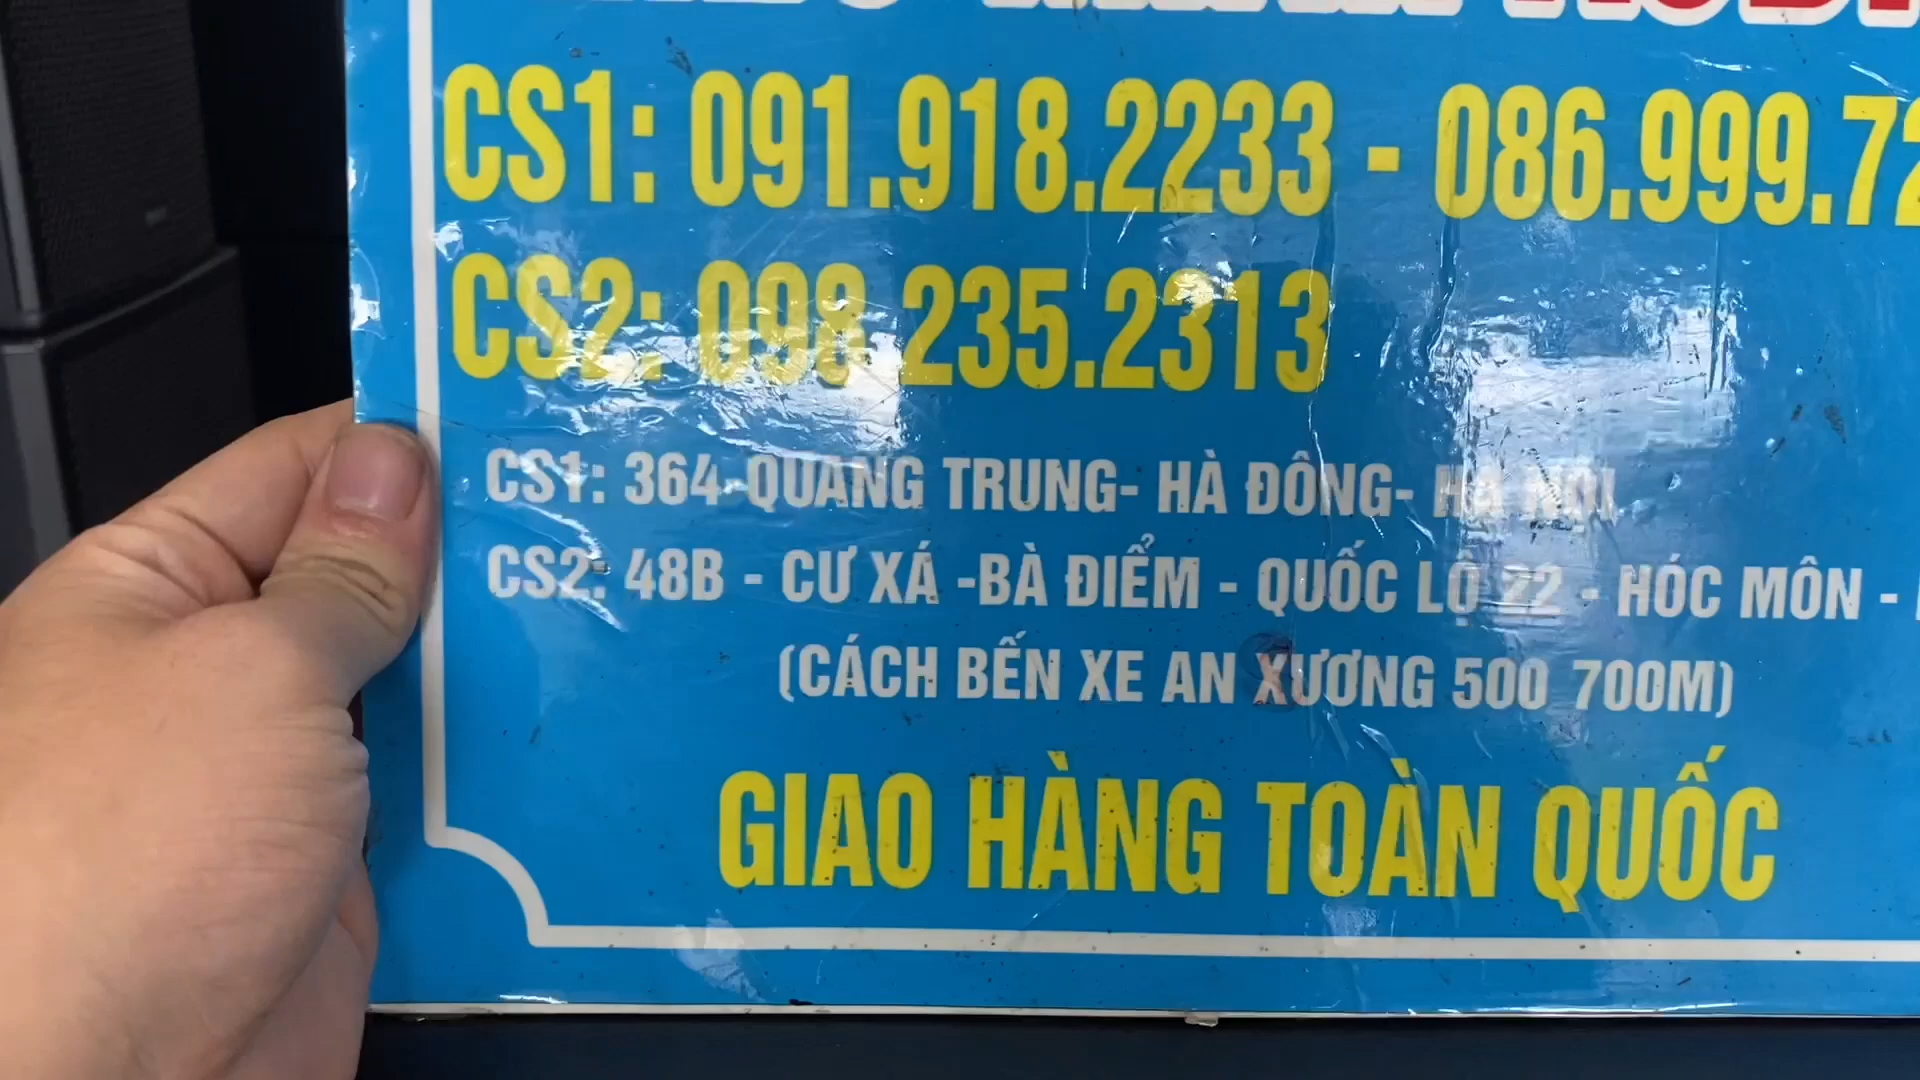 CS1: 091.918.2233 - 086.999.72
CS2: 098.235.2313
CS1: 364-QUANG TRUNG- HÀ ĐÔNG- HÀ NỘI
CS2: 48B - CƯ XÁ -BÀ ĐIỂM - QUỐC LỘ 22 - HÓC MÔN -
(CÁCH BẾN XE AN XƯƠNG 500 700M)
GIAO HÀNG TOÀN QUỐC